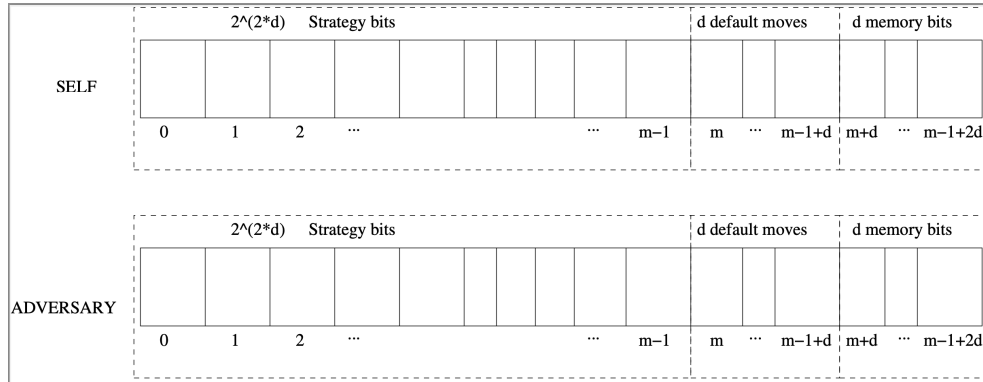 2^(2*d) Strategy bits d default moves d memory bits
SELF
0 1 2 ... ... m−1 m ... m−1+d m+d ... m−1+2d
2^(2*d) Strategy bits d default moves d memory bits
ADVERSARY
0 1 2 ... ... m−1 m ... m−1+d m+d ... m−1+2d